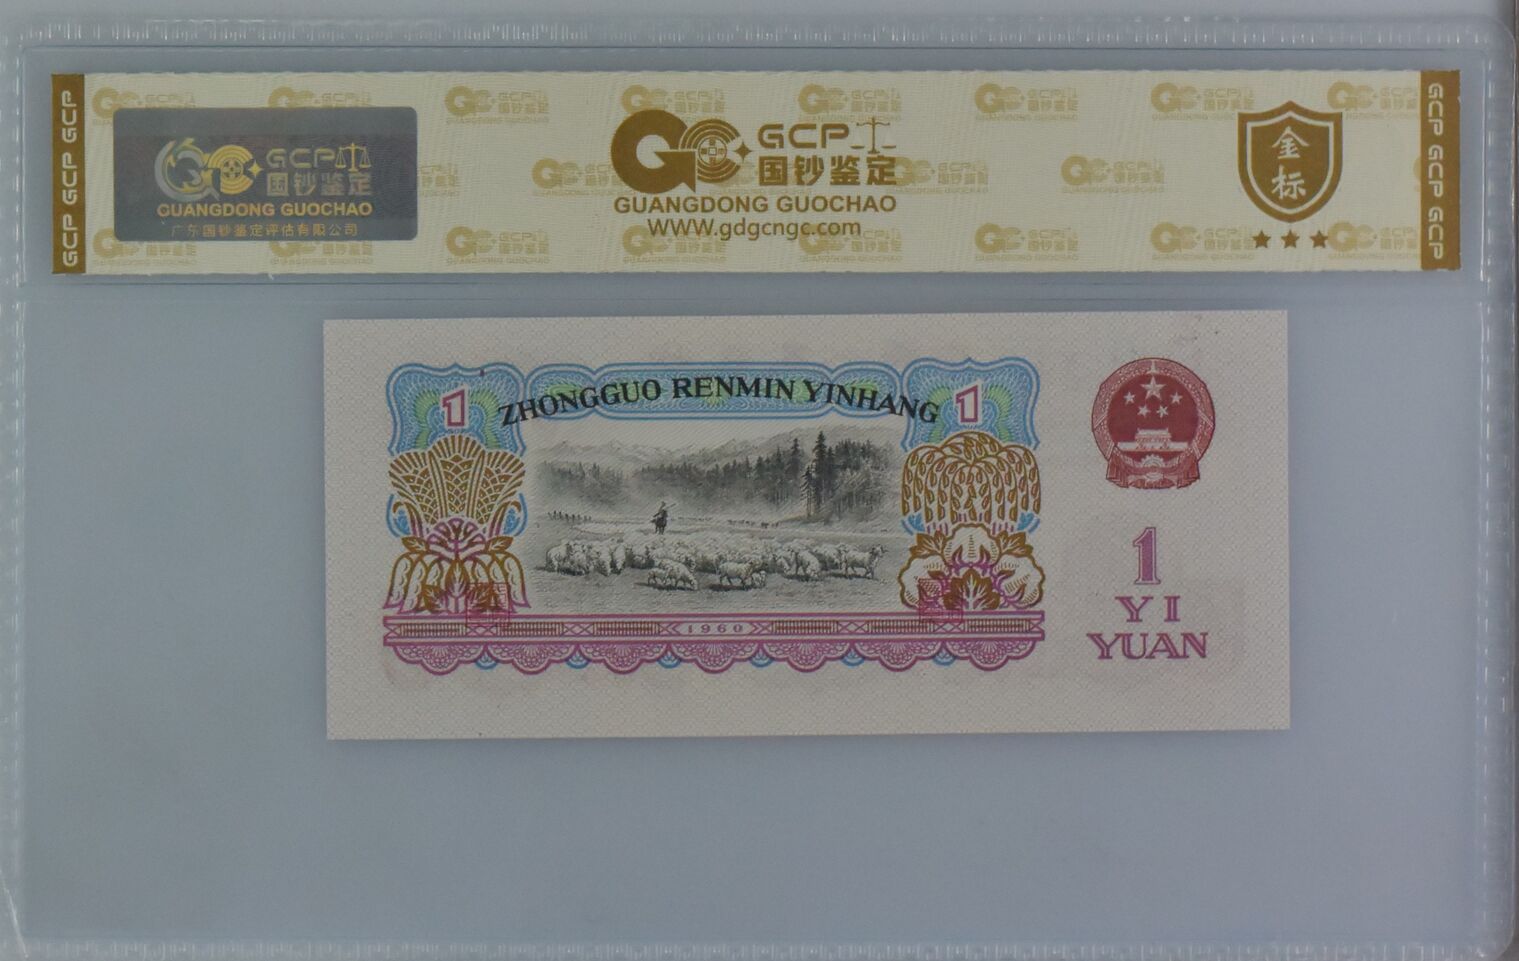 GCP GCP GCP
GCP
国钞鉴定
GUANGDONG GUOCHAO
广东国钞鉴定评估有限公司
GCP
国钞鉴定
GUANGDONG GUOCHAO
WWW.gdgcngc.com
金标
GCP GCP GCP
1
ZHONGGUO RENMIN YINHANG
1
1960
1
YI
YUAN